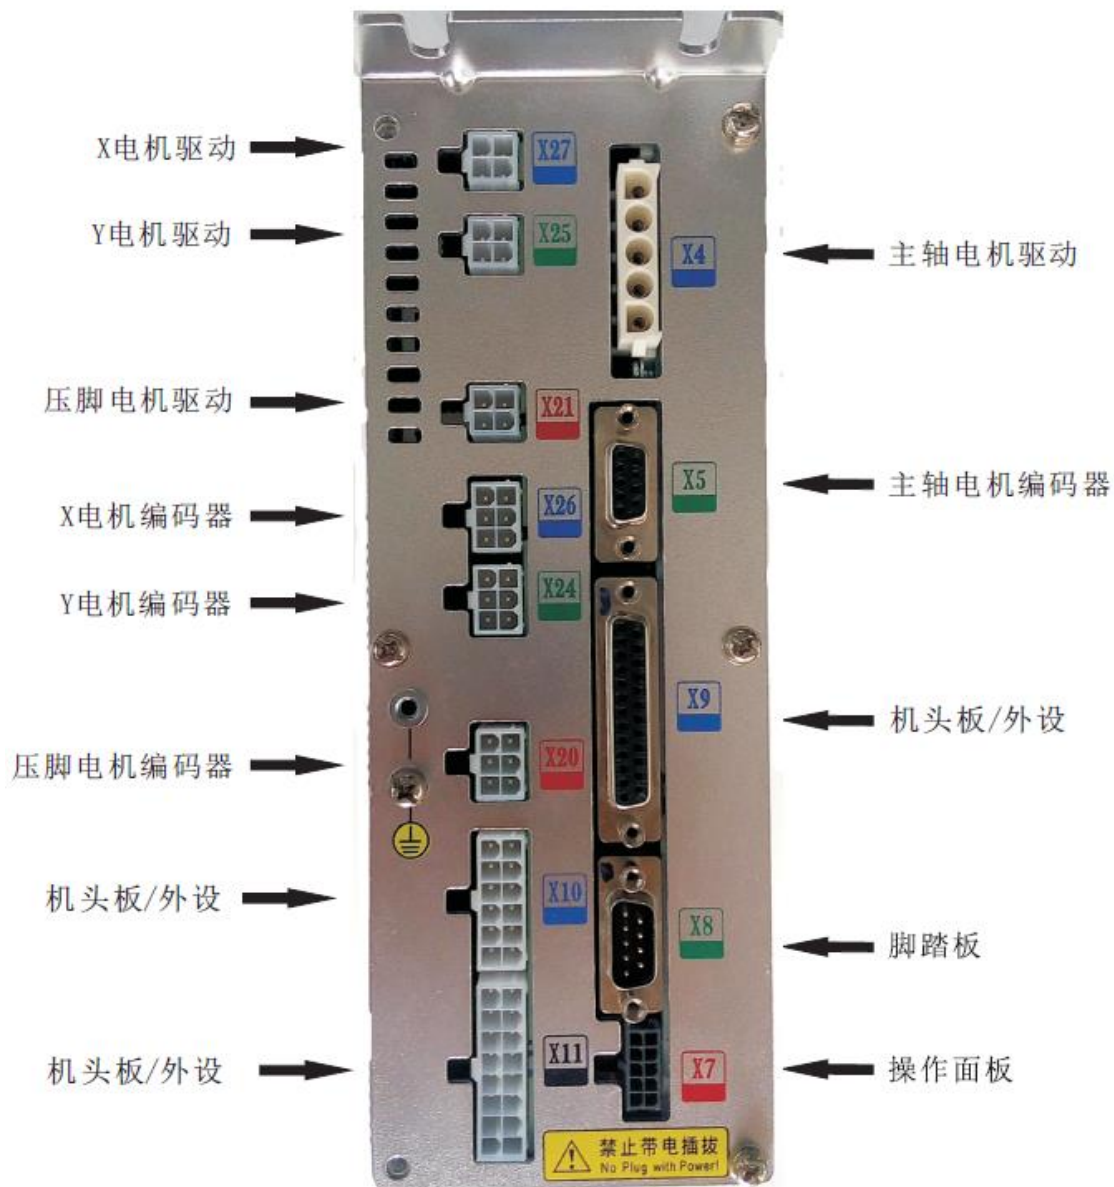 X电机驱动
X27
Y电机驱动
X25
X4
主轴电机驱动
压脚电机驱动
X21
X5
主轴电机编码器
X电机编码器
X26
Y电机编码器
X24
X9
机头板/外设
压脚电机编码器
X20
机头板/外设
X10
X8
脚踏板
机头板/外设
X11
X7
操作面板
禁止带电插拔
No Plug with Power!